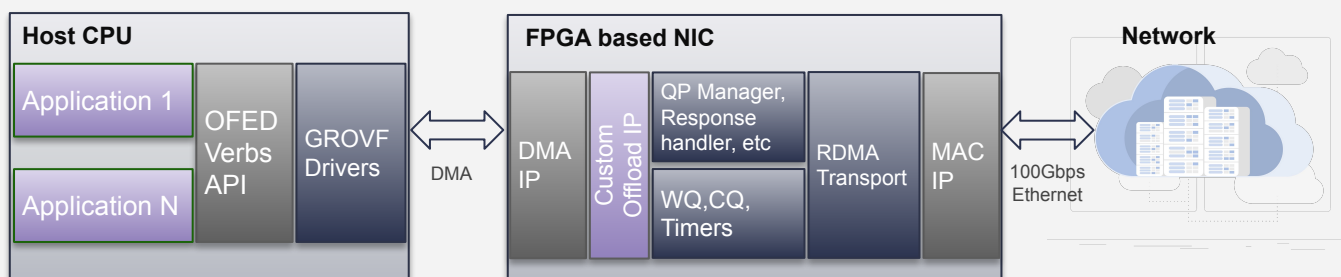 Host CPU
Application 1
Application N
OFED
Verbs
API
GROVF
Drivers
DMA
FPGA based NIC
DMA
IP
Custom
Offload IP
QP Manager,
Response
handler, etc
WQ,CQ,
Timers
RDMA
Transport
MAC
IP
100Gbps
Ethernet
Network